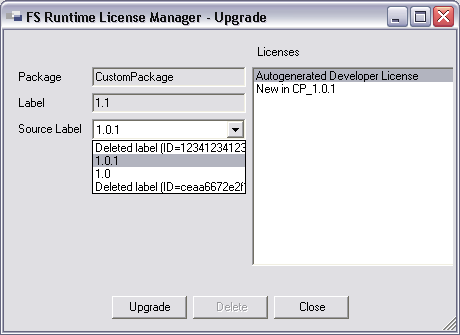 FS Runtime License Manager - Upgrade
Licenses
Package CustomPackage
Label 1.1
Source Label 1.0.1
Deleted label (ID=12341234123
1.0.1
1.0
Deleted label (ID=ceaa6672e2f
Autogenerated Developer License
New in CP_1.0.1
Upgrade Delete Close